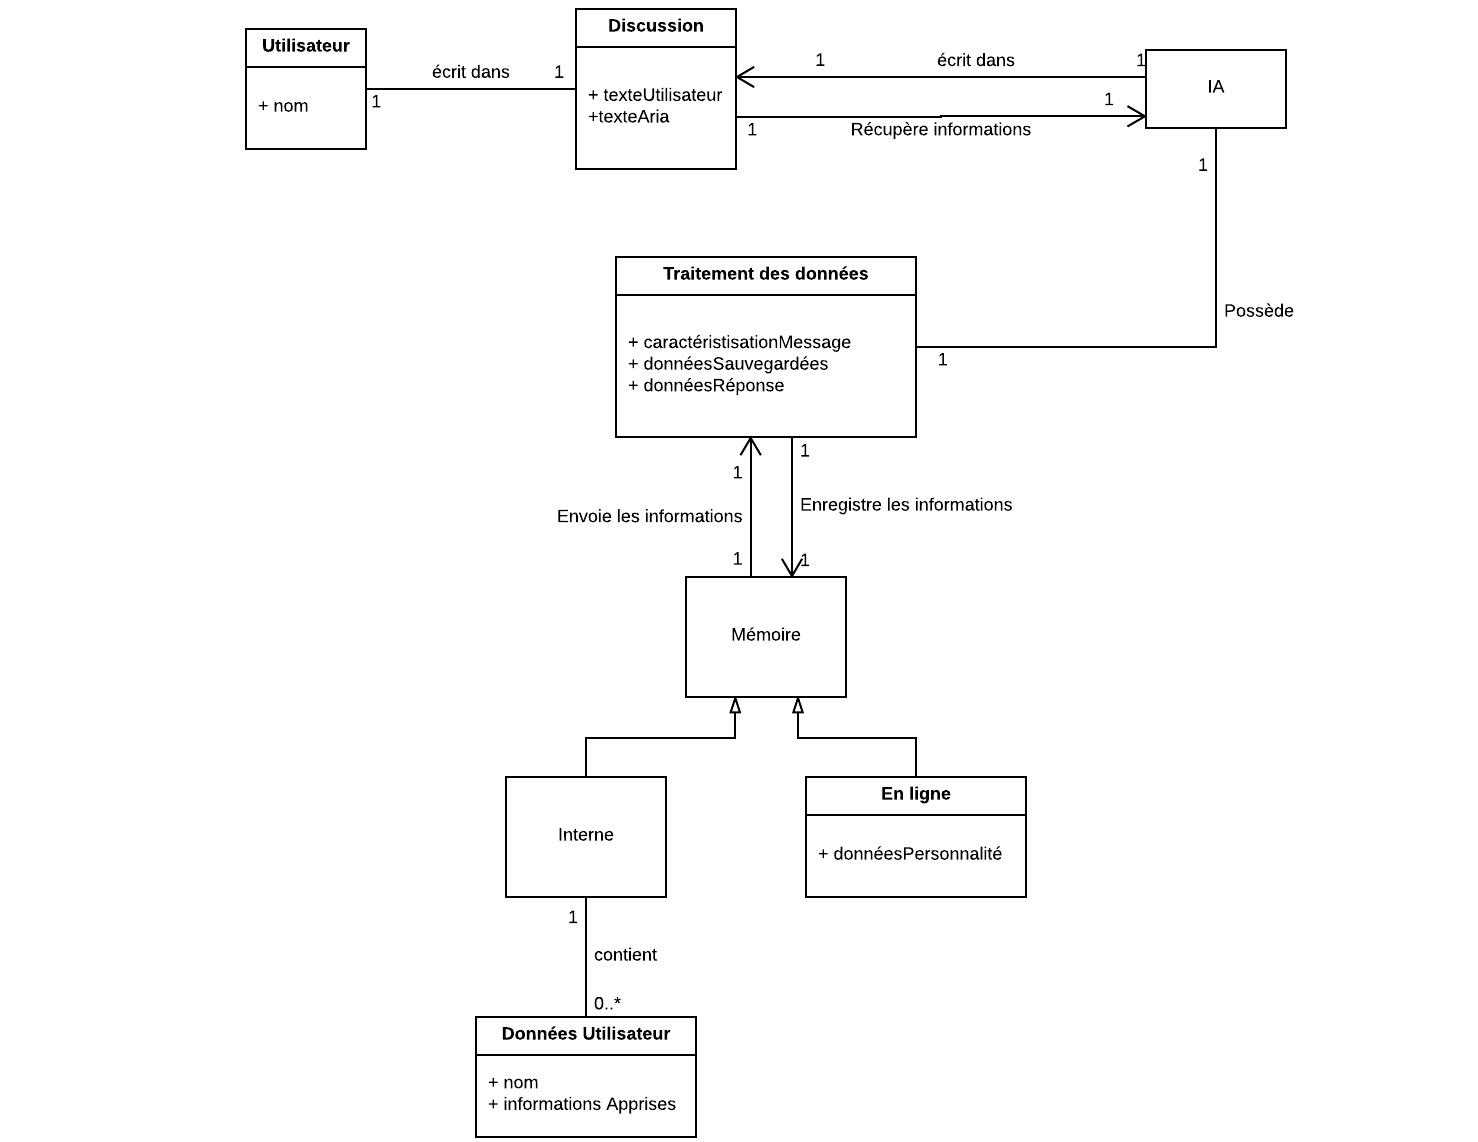 Utilisateur
+ nom
1
écrit dans
1
Discussion
+ texteUtilisateur
+texteAria
1
écrit dans
1
1
Récupère informations
1
IA
1
Possède
1
Traitement des données
+ caractéristisationMessage
+ donnéesSauvegardées
+ donnéesRéponse
1
Envoie les informations
1
1
Enregistre les informations
1
Mémoire
Interne
En ligne
+ donnéesPersonnalité
1
contient
0..*
Données Utilisateur
+ nom
+ informations Apprises